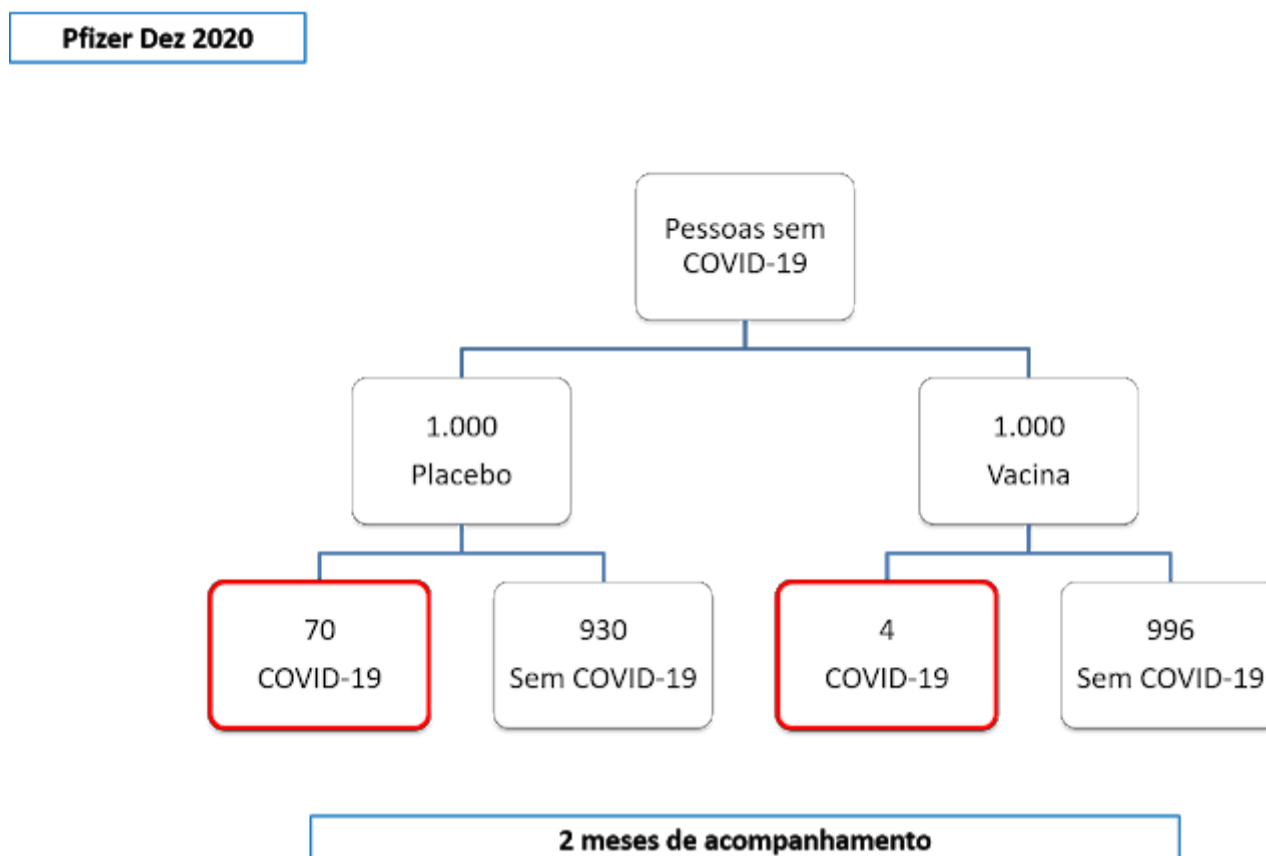 Pfizer Dez 2020
Pessoas sem
COVID-19
1.000
Placebo
1.000
Vacina
70
COVID-19
930
Sem COVID-19
4
COVID-19
996
Sem COVID-19
2 meses de acompanhamento